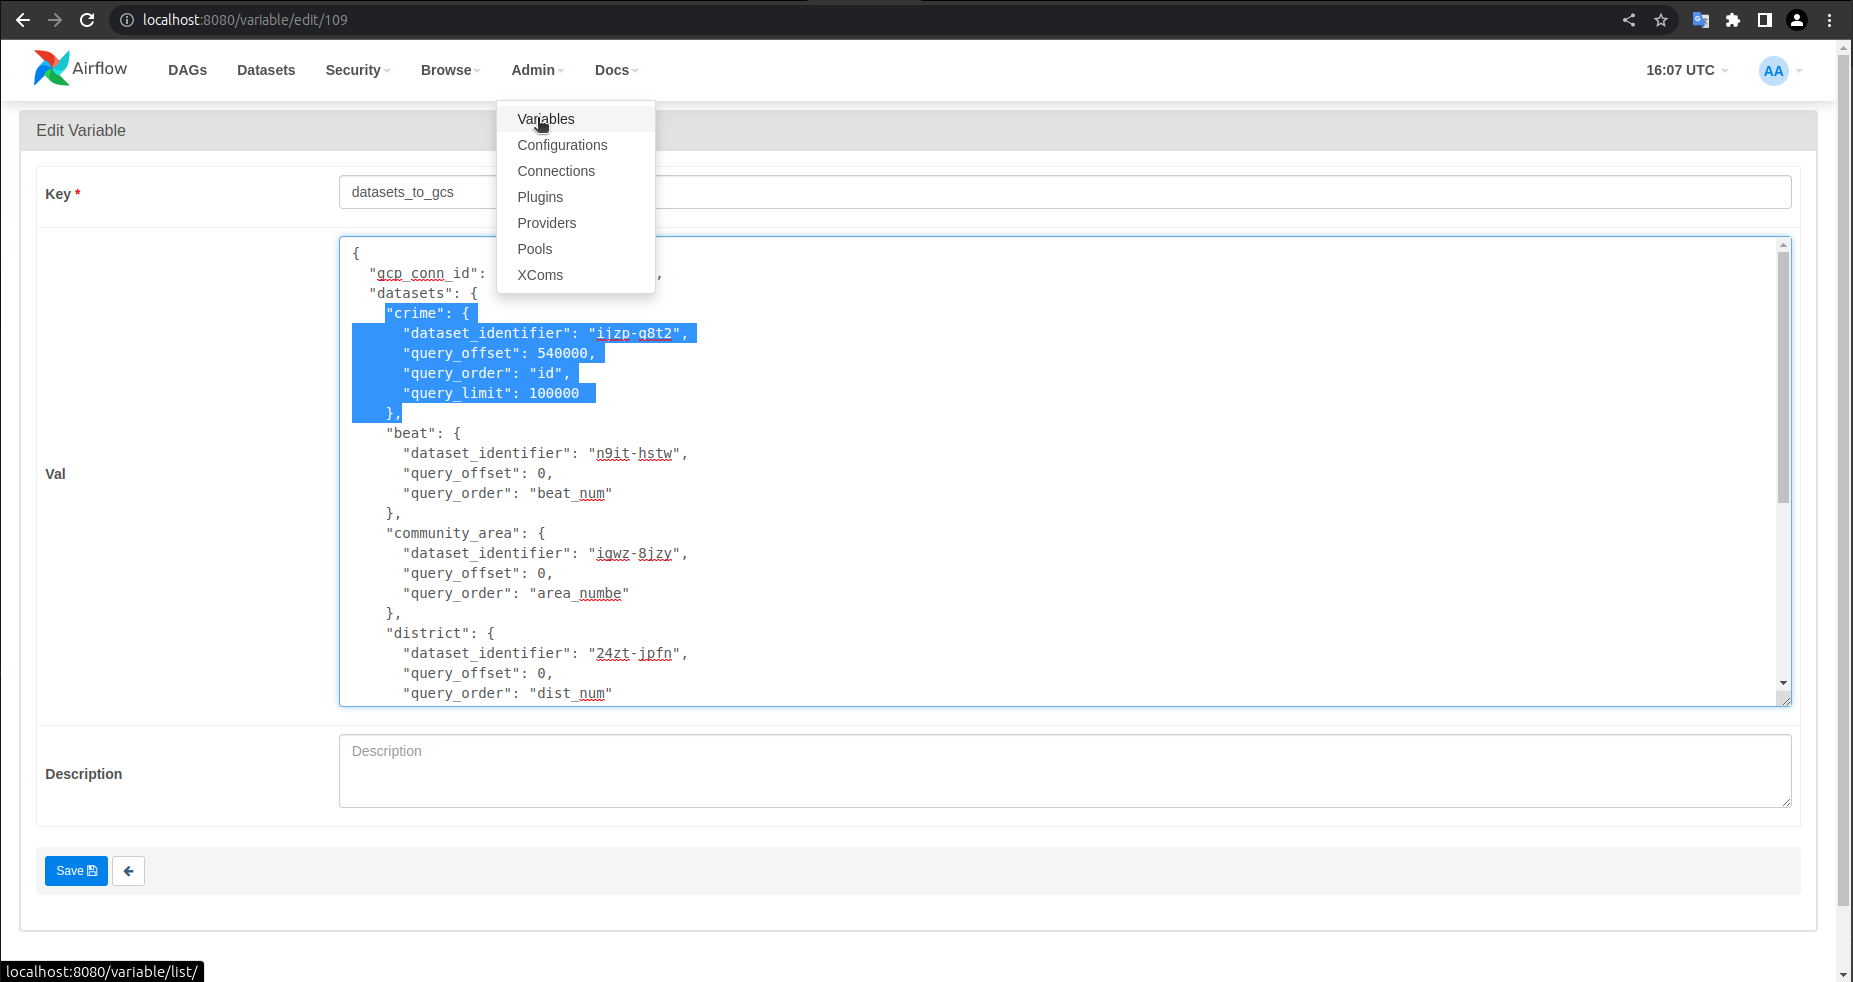 localhost:8080/variable/edit/109
Airflow DAGs Datasets Security Browse Admin Docs 16:07 UTC AA
Variables
Configurations
Connections
Plugins
Providers
Pools
XComs
Edit Variable
Key *
datasets_to_gcs
Val
{
"gcp_conn_id": ,
"datasets": {
"crime": {
"dataset_identifier": "ijzp-q8t2",
"query_offset": 540000,
"query_order": "id",
"query_limit": 100000
},
"beat": {
"dataset_identifier": "n9it-hstw",
"query_offset": 0,
"query_order": "beat_num"
},
"community_area": {
"dataset_identifier": "igwz-8jzy",
"query_offset": 0,
"query_order": "area_numbe"
},
"district": {
"dataset_identifier": "24zt-jpfn",
"query_offset": 0,
"query_order": "dist_num"
Description
Description
Save
localhost:8080/variable/list/